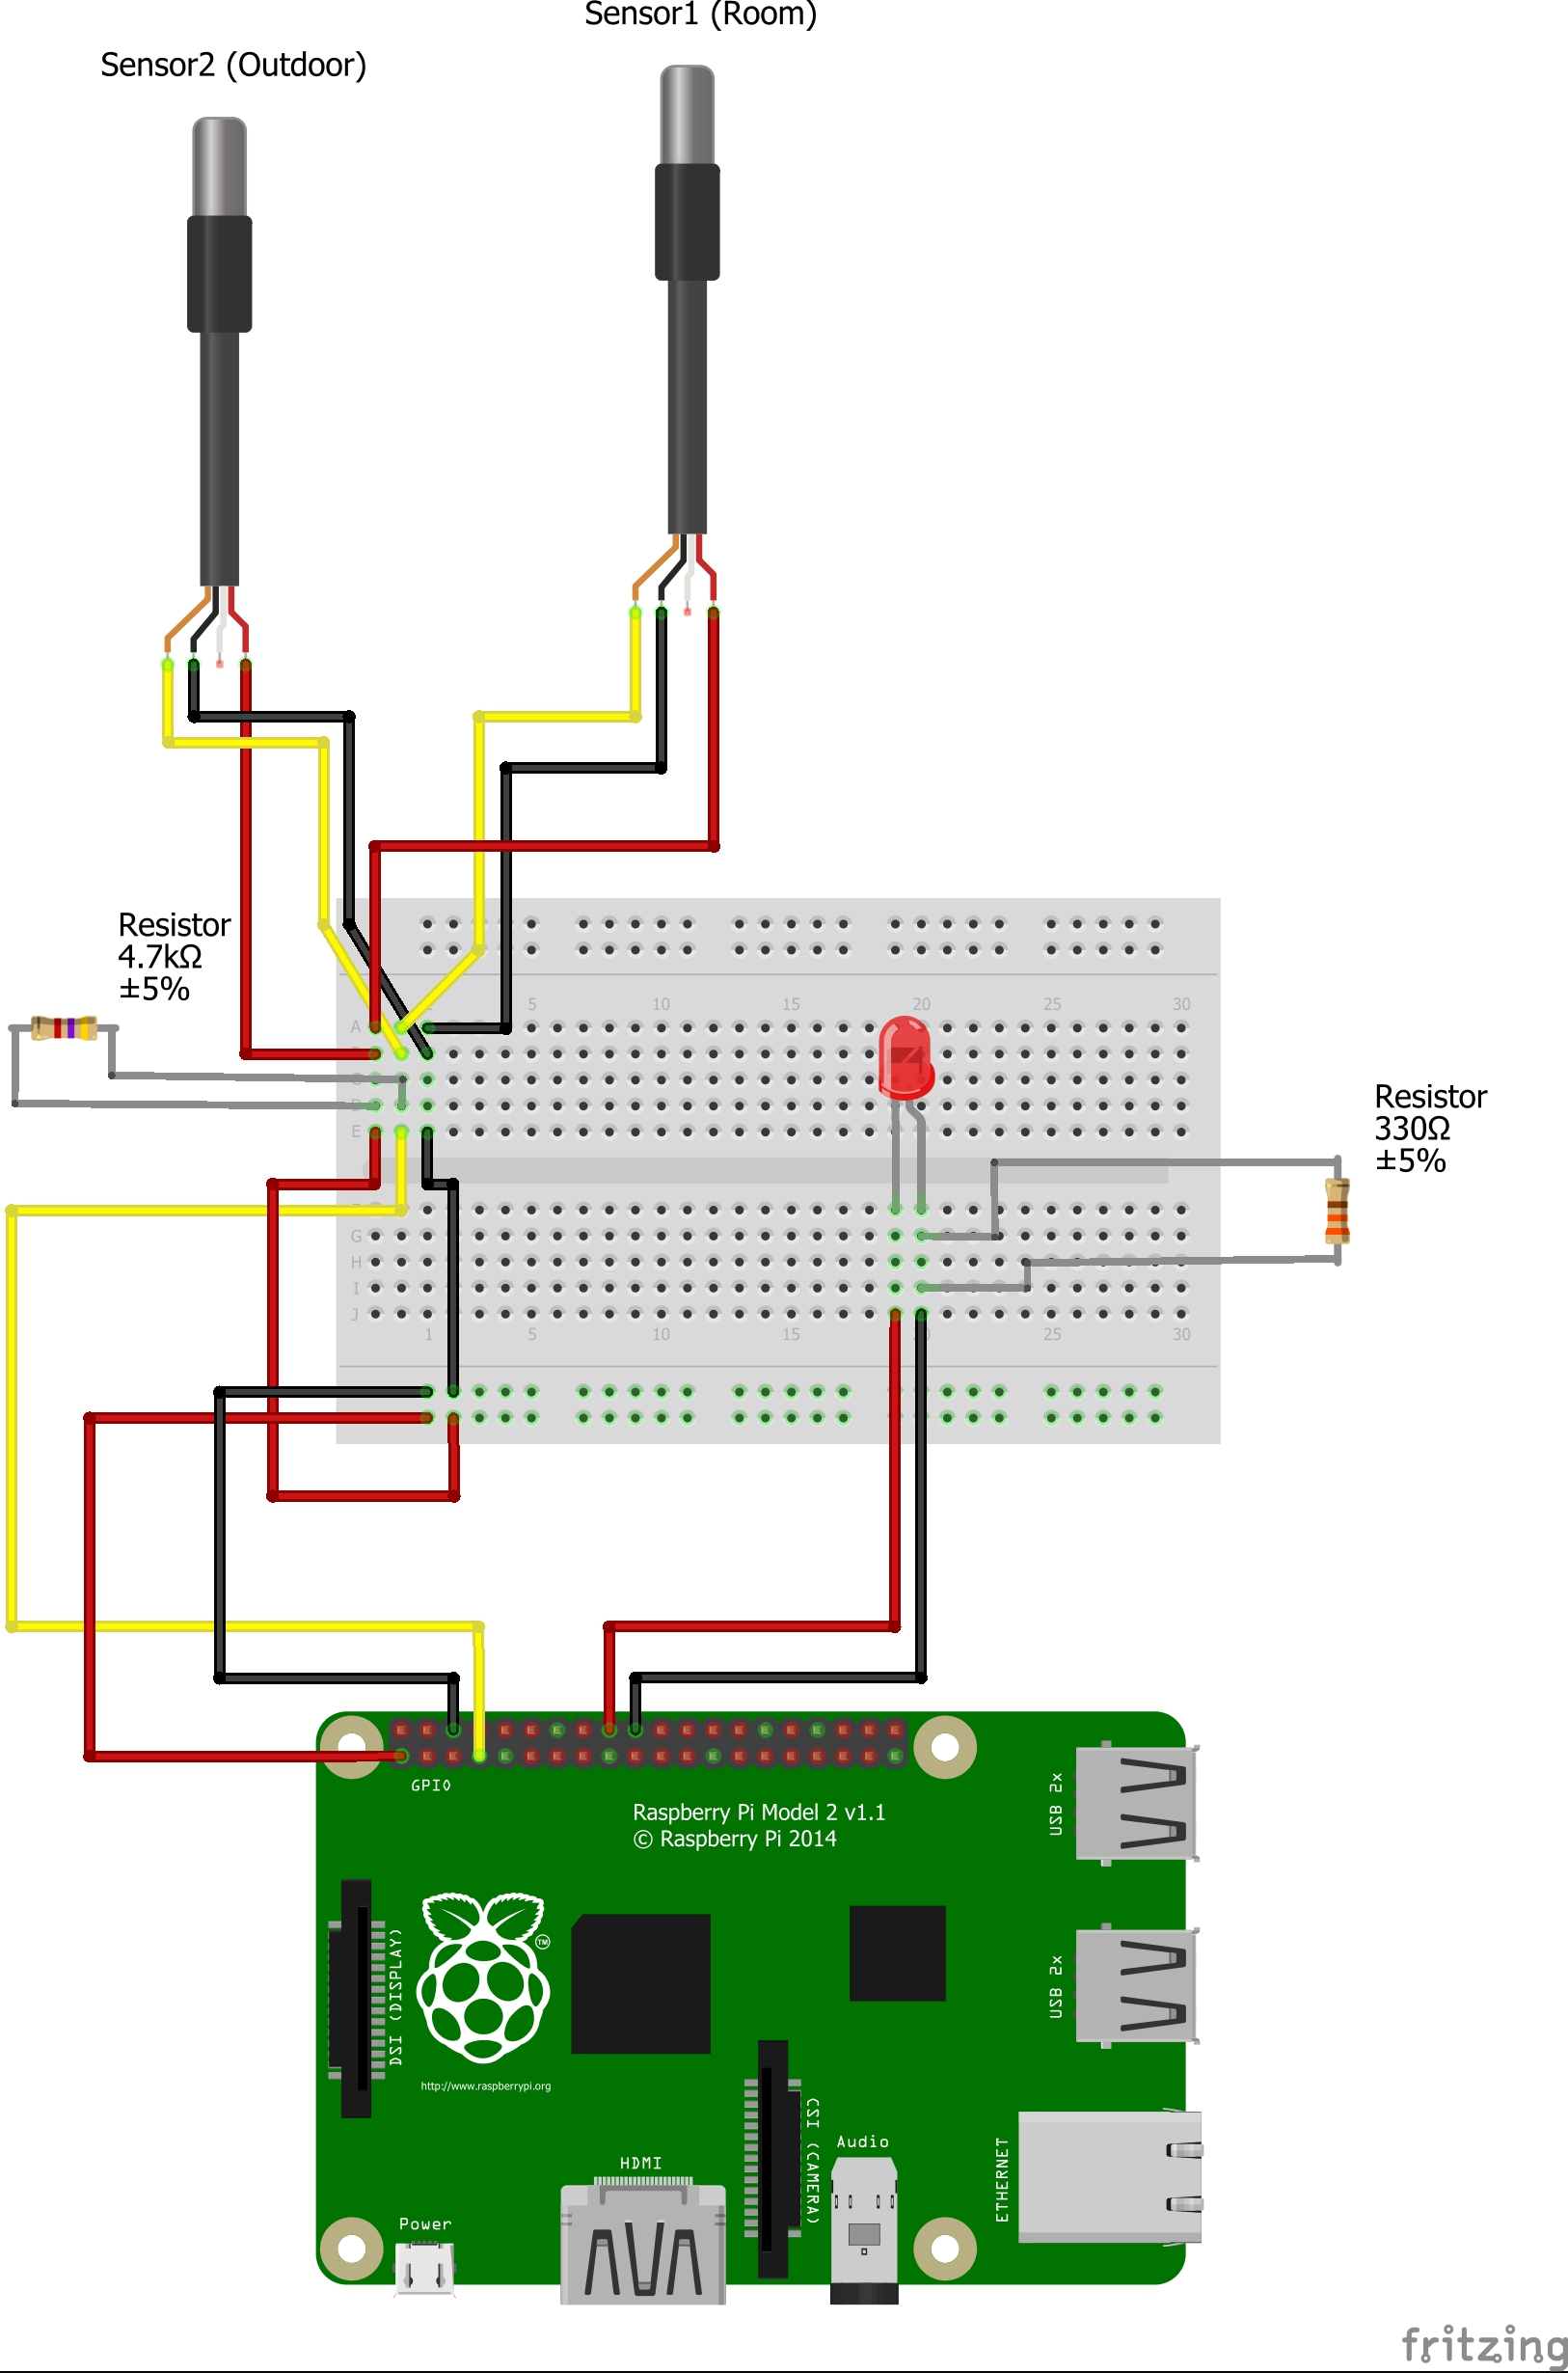 Sensor1 (Room)
Sensor2 (Outdoor)
Resistor
4.7kΩ
±5%
5 10 15 20 25 30
A
E
Resistor
330Ω
±5%
G
H
I
J
1 5 10 15 25 30
GPIO
Raspberry Pi Model 2 v1.1
© Raspberry Pi 2014
USB 2x
USB 2x
DSI (DISPLAY)
TM
http://www.raspberrypi.org
CSI (CAMERA)
Audio
ETHERNET
HDMI
Power
fritzing